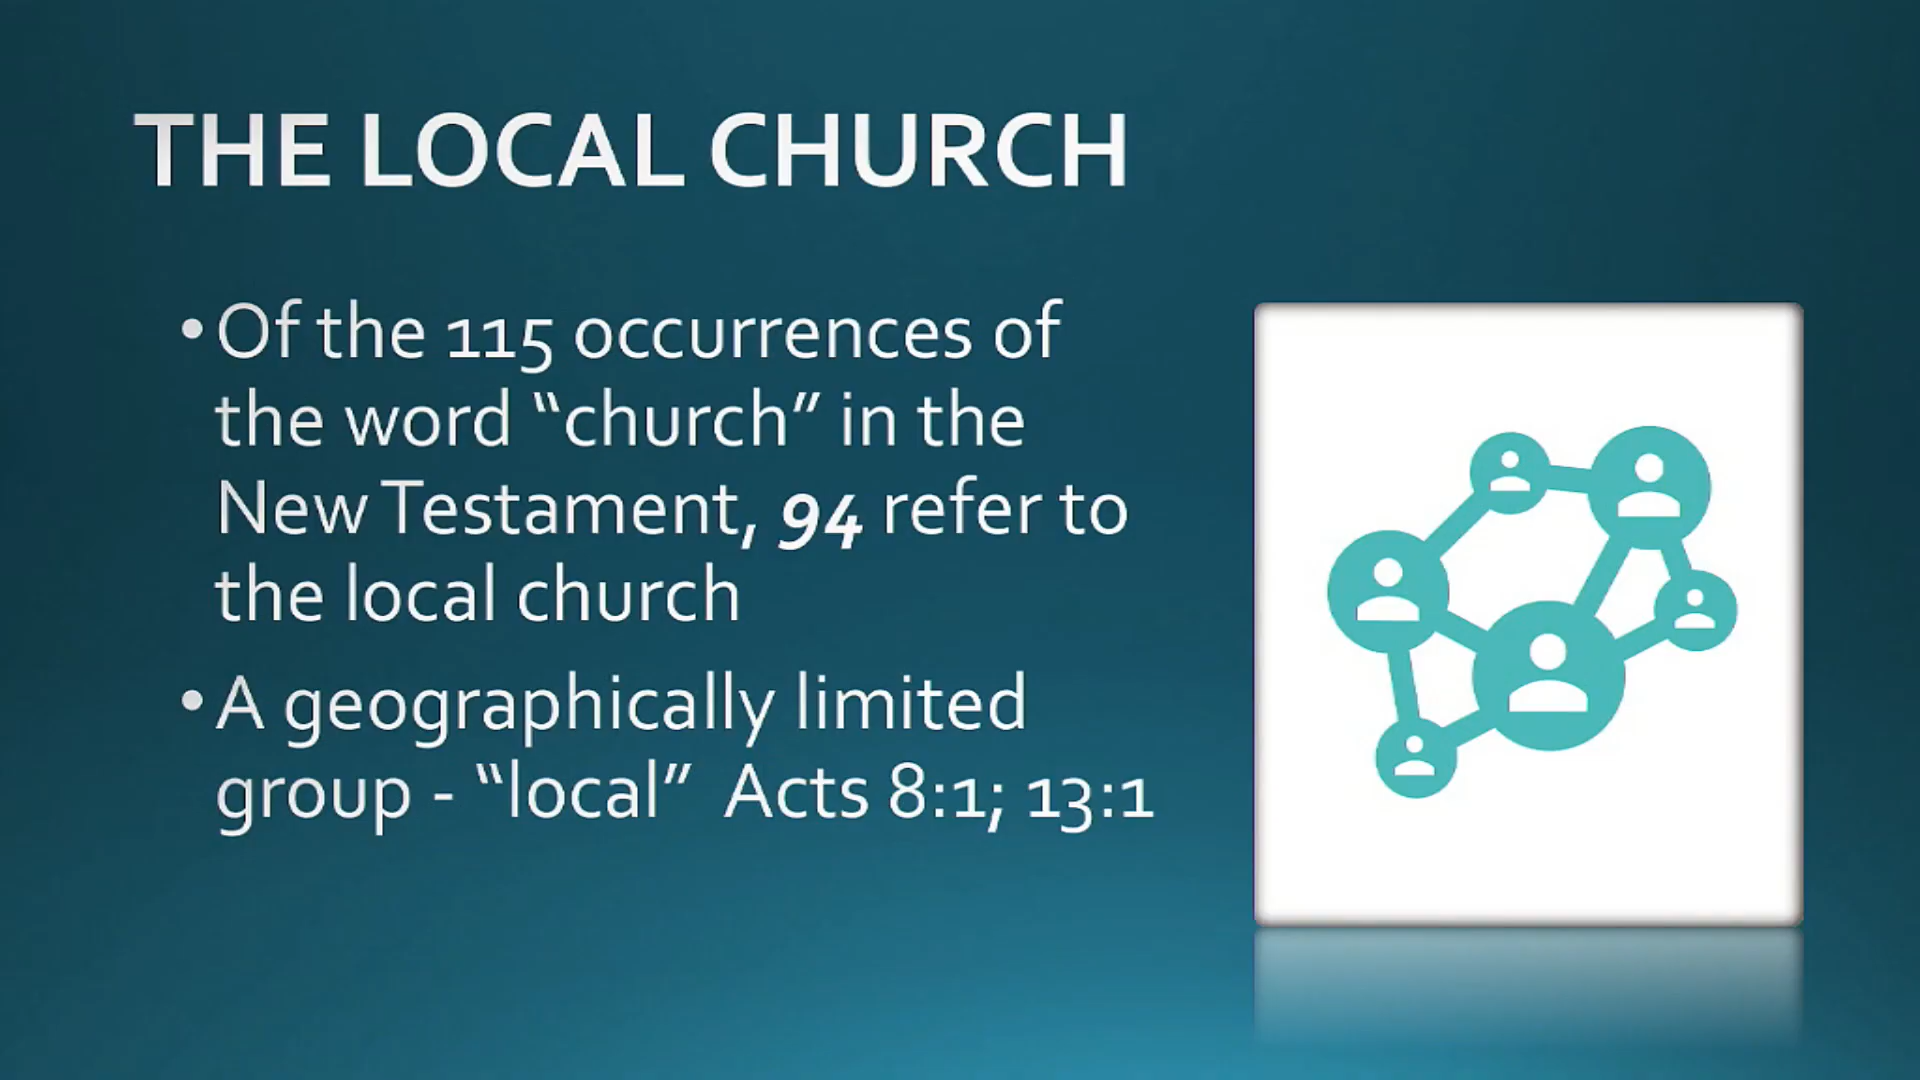 THE LOCAL CHURCH
• Of the 115 occurrences of
the word “church” in the
New Testament, 94 refer to
the local church
• A geographically limited
group - “local”  Acts 8:1; 13:1